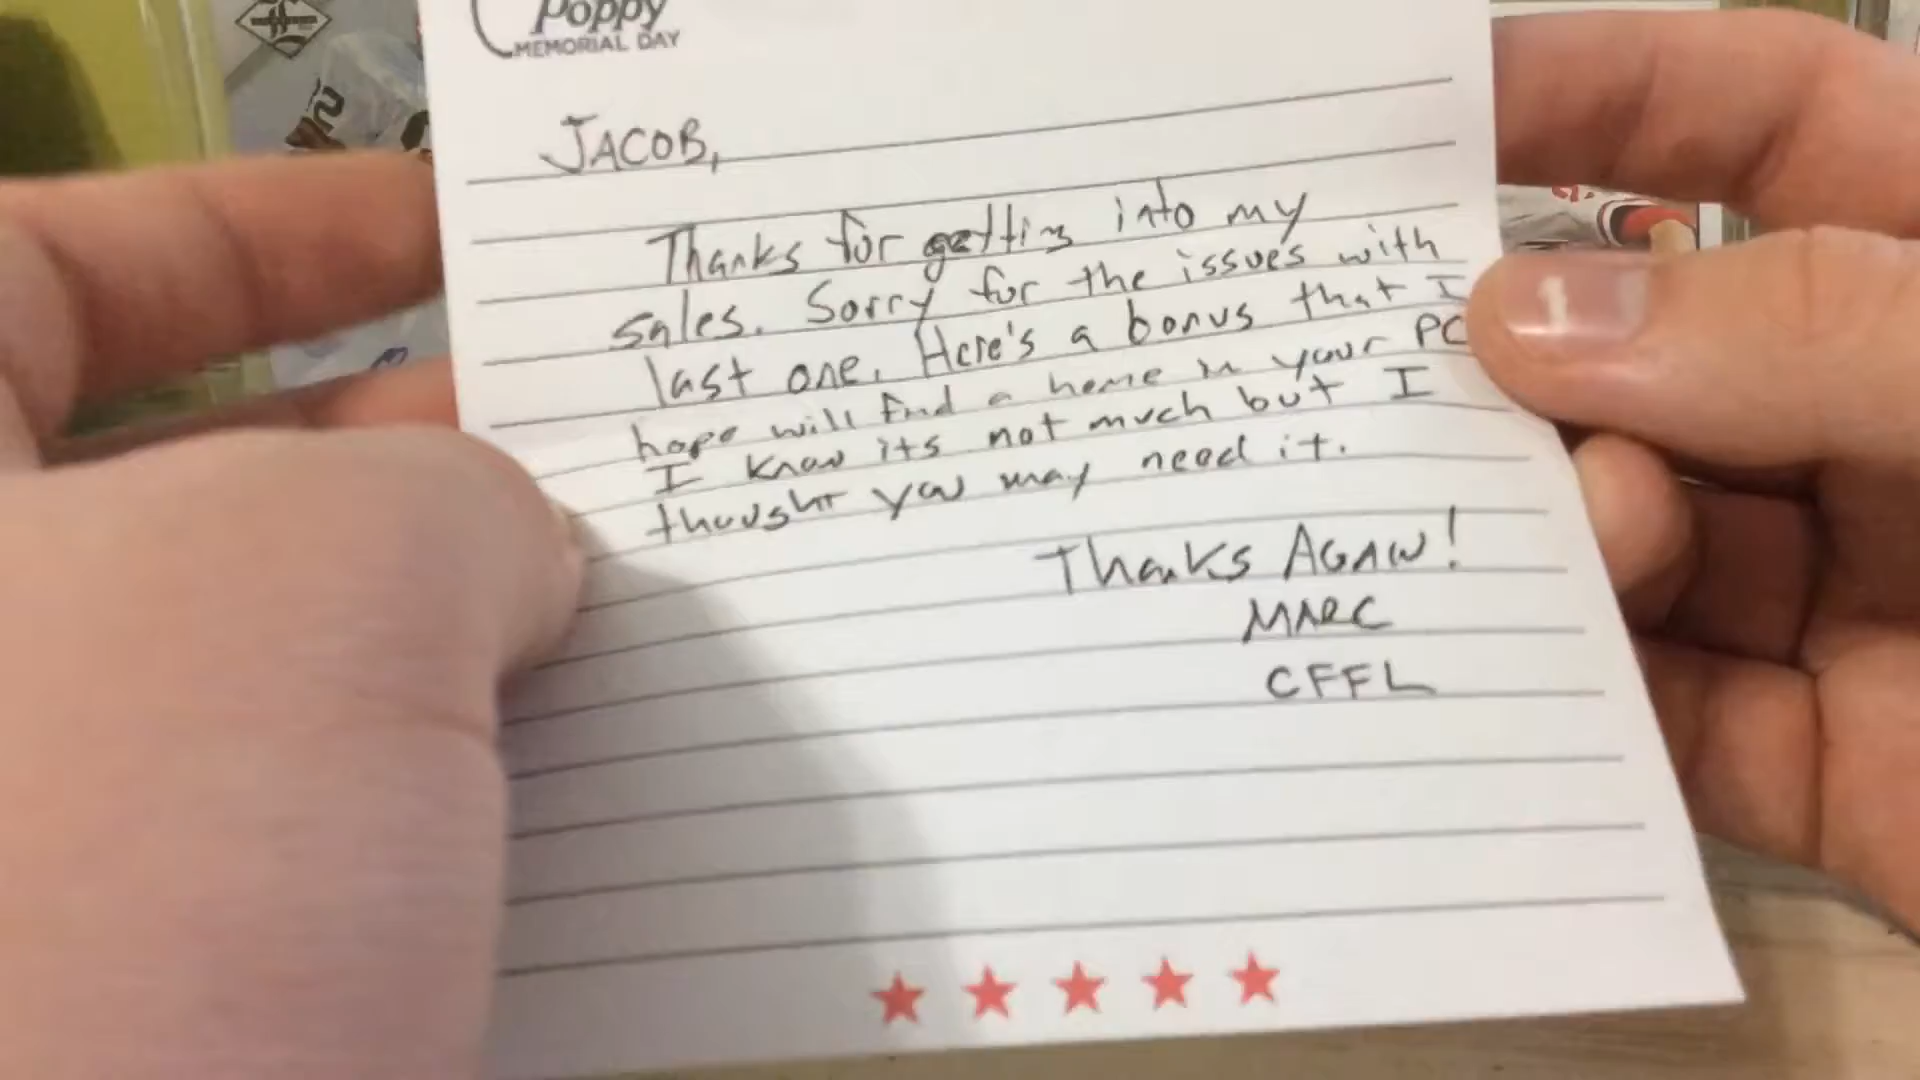 Poppy
MEMORIAL DAY
JACOB,
Thanks for getting into my
sales. Sorry for the issues with
last one. Here's a bonus that I
hope will find a home in your PC
I know its not much but I
thought you may need it.
Thanks AGAIN!
MARC
CFFL